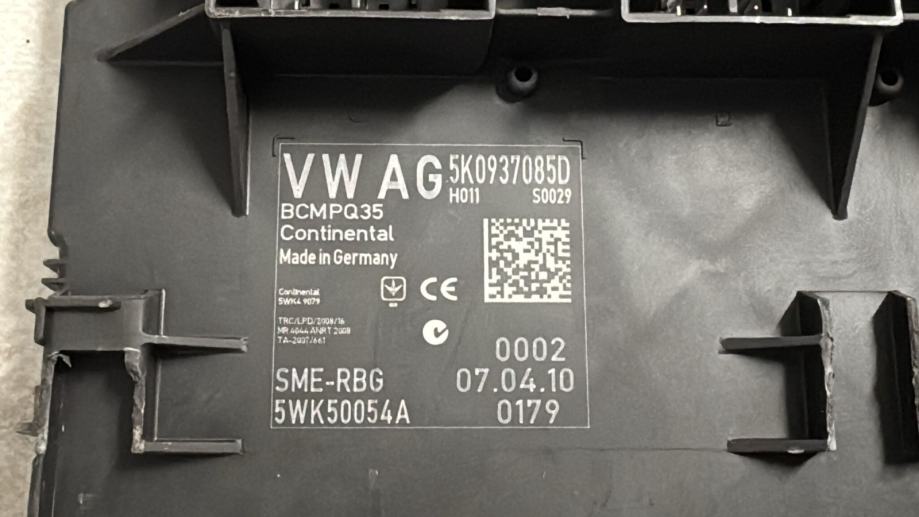 VW AG 5K0937085D
H011 S0029
BCMPQ35
Continental
Made in Germany
Continental
5WK4 9079
TRC/LPD/2008/16
MR 4044 ANRT 2008
TA-2007/661
CE
0002
SME-RBG 07.04.10
5WK50054A 0179